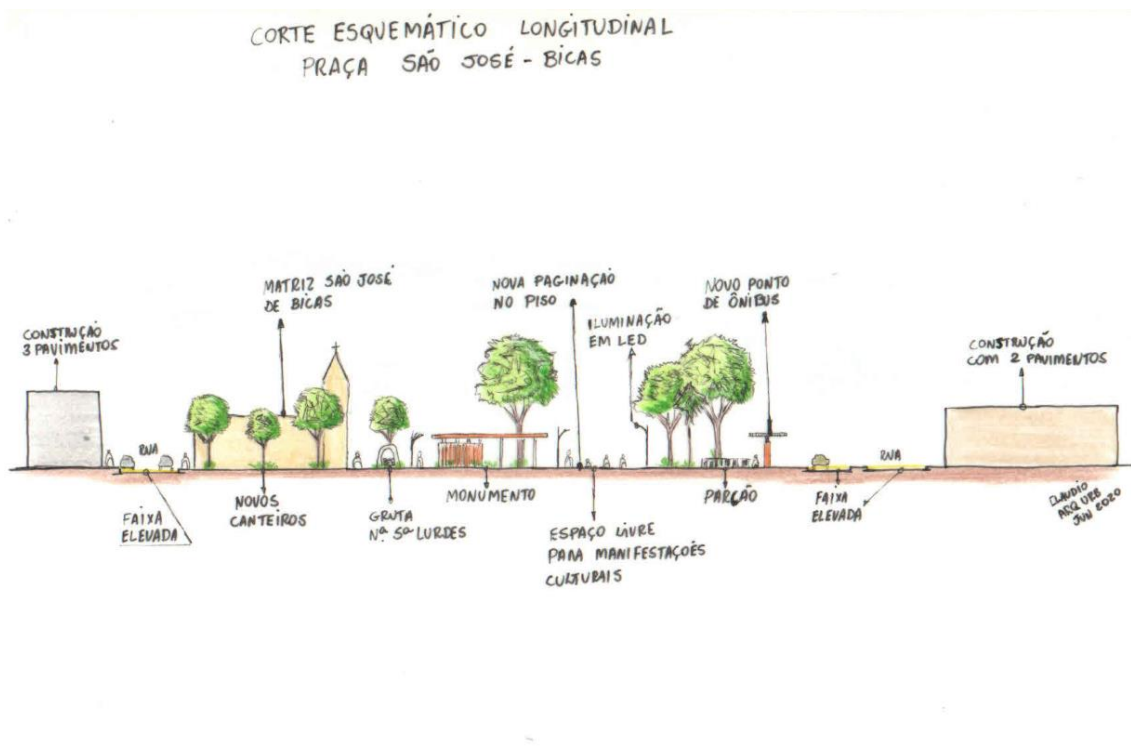 CORTE ESQUEMÁTICO LONGITUDINAL
PRAÇA SÃO JOSÉ - BICAS
MATRIZ SÃO JOSÉ
DE BICAS
NOVA PAGINAÇÃO
NO PISO
NOVO PONTO
DE ÔNIBUS
ILUMINAÇÃO
EM LED
CONSTRUÇÃO
3 PAVIMENTOS
CONSTRUÇÃO
COM 2 PAVIMENTOS
RUA
RUA
FAIXA
ELEVADA
NOVOS
CANTEIROS
GRUTA
Nª Sª LURDES
MONUMENTO
ESPAÇO LIVRE
PARA MANIFESTAÇÕES
CULTURAIS
PARCÃO
FAIXA
ELEVADA
CLAUDIO
ARQ URB
JUN 2020